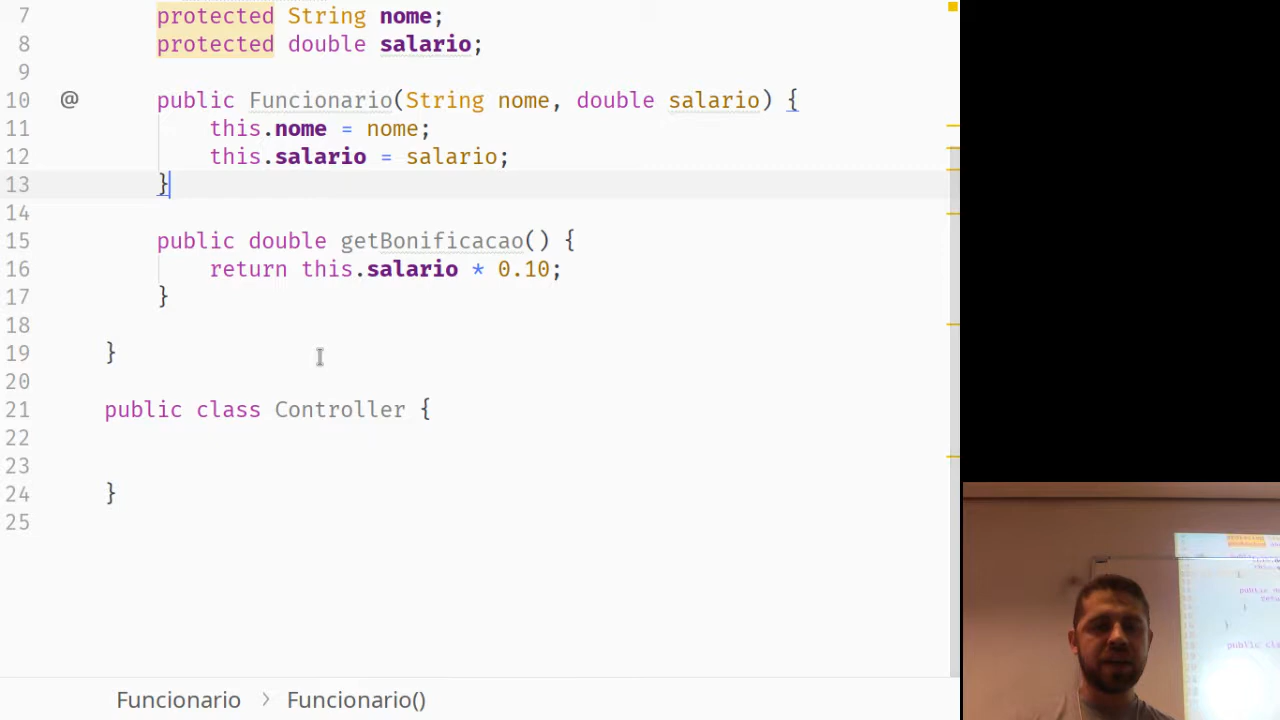 7 protected String nome;
8 protected double salario;
9
10 @ public Funcionario(String nome, double salario) {
11 this.nome = nome;
12 this.salario = salario;
13 }
14
15 public double getBonificacao() {
16 return this.salario * 0.10;
17 }
18
19 }
20
21 public class Controller {
22
23
24 }
25
Funcionario > Funcionario()